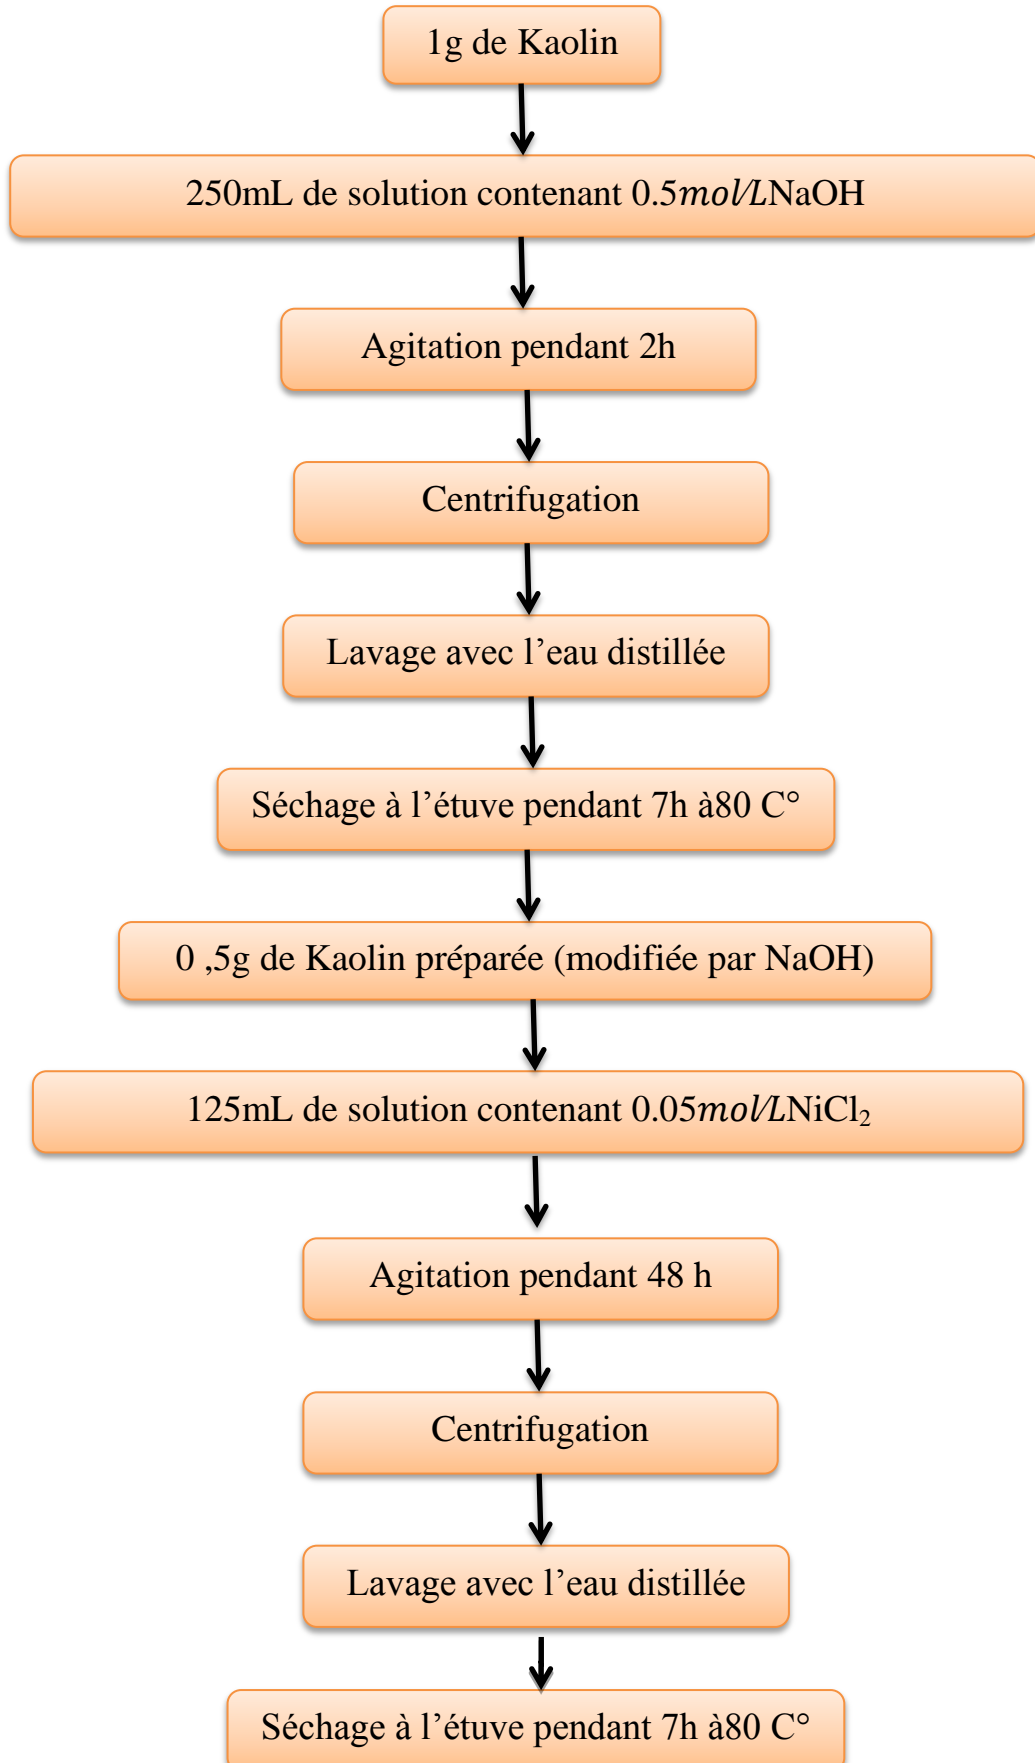 1g de Kaolin
250mL de solution contenant 0.5mol/LNaOH
Agitation pendant 2h
Centrifugation
Lavage avec l’eau distillée
Séchage à l’étuve pendant 7h à80 C°
0 ,5g de Kaolin préparée (modifiée par NaOH)
125mL de solution contenant 0.05mol/LNiCl₂
Agitation pendant 48 h
Centrifugation
Lavage avec l’eau distillée
Séchage à l’étuve pendant 7h à80 C°